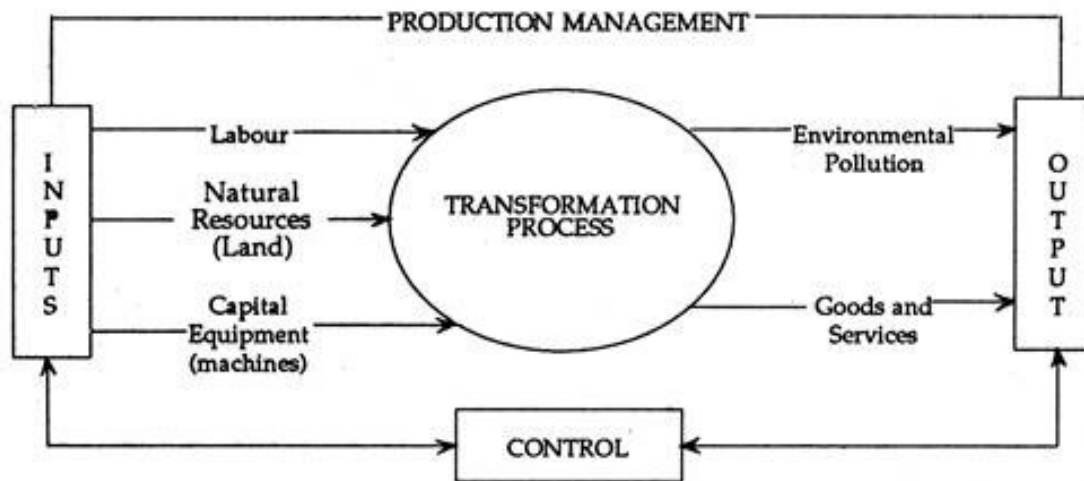 PRODUCTION MANAGEMENT
INPUTS
Labour
Natural
Resources
(Land)
Capital
Equipment
(machines)
TRANSFORMATION
PROCESS
Environmental
Pollution
Goods and
Services
OUTPUT
CONTROL